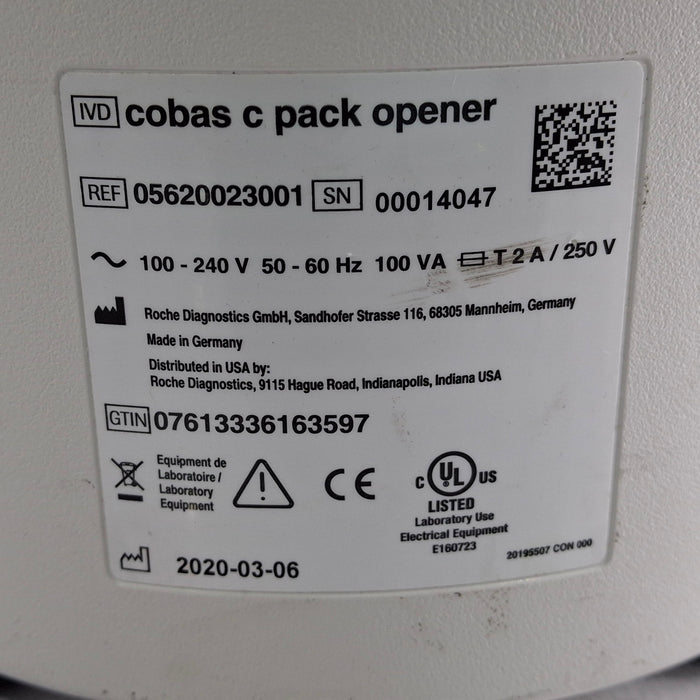 IVD cobas c pack opener
REF 05620023001 SN 00014047
100 - 240 V 50 - 60 Hz 100 VA T 2 A / 250 V
Roche Diagnostics GmbH, Sandhofer Strasse 116, 68305 Mannheim, Germany
Made in Germany
Distributed in USA by:
Roche Diagnostics, 9115 Hague Road, Indianapolis, Indiana USA
GTIN 07613336163597
Equipment de
Laboratoire /
Laboratory
Equipment
CE
C UL US
LISTED
Laboratory Use
Electrical Equipment
E160723
20195507 CON 000
2020-03-06